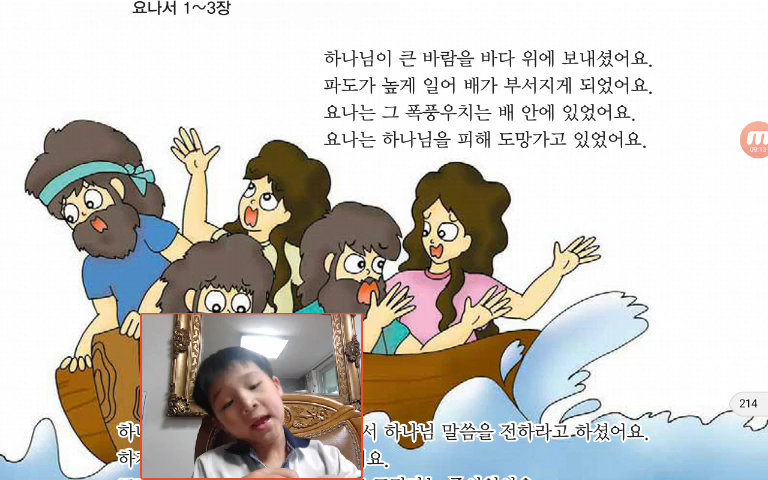 요나서 1~3장
하나님이 큰 바람을 바다 위에 보내셨어요.
파도가 높게 일어 배가 부서지게 되었어요.
요나는 그 폭풍우치는 배 안에 있었어요.
요나는 하나님을 피해 도망가고 있었어요.
09:13
214
하나님 말씀을 전하라고 하셨어요.